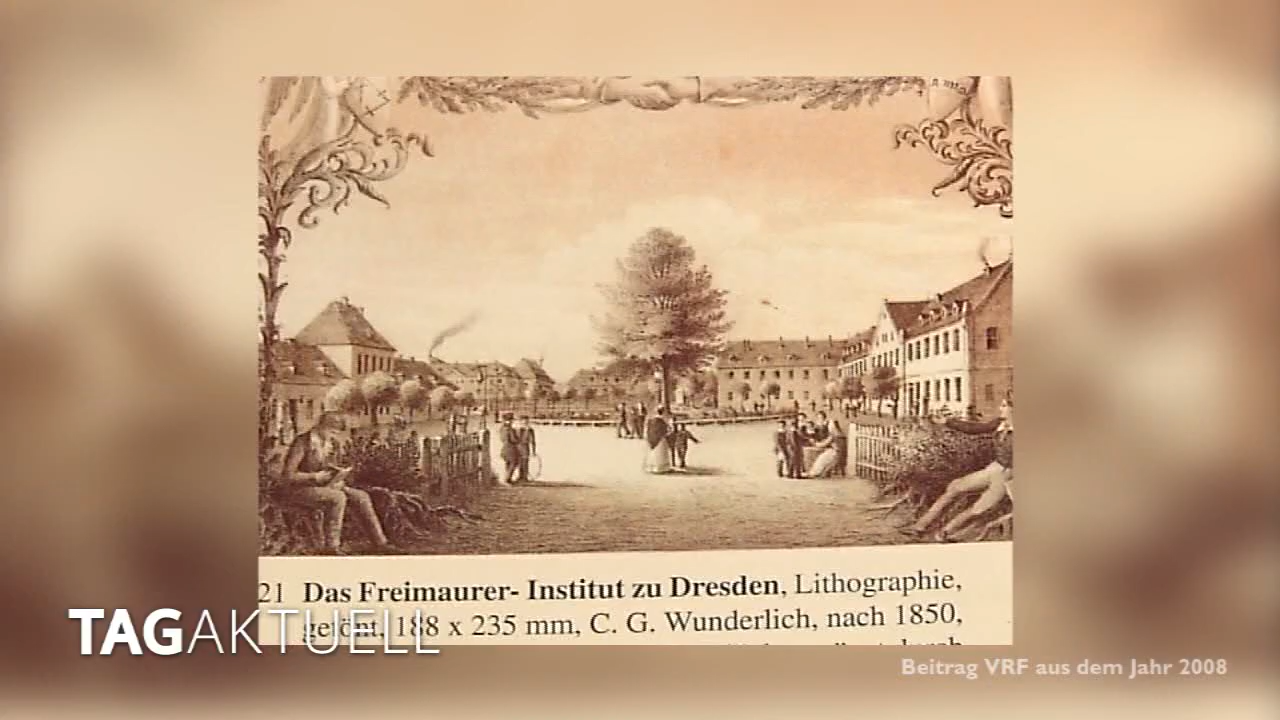 21 Das Freimaurer- Institut zu Dresden, Lithographie,
getönt, 188 x 235 mm, C. G. Wunderlich, nach 1850,
TAGAKTUELL
Beitrag VRF aus dem Jahr 2008